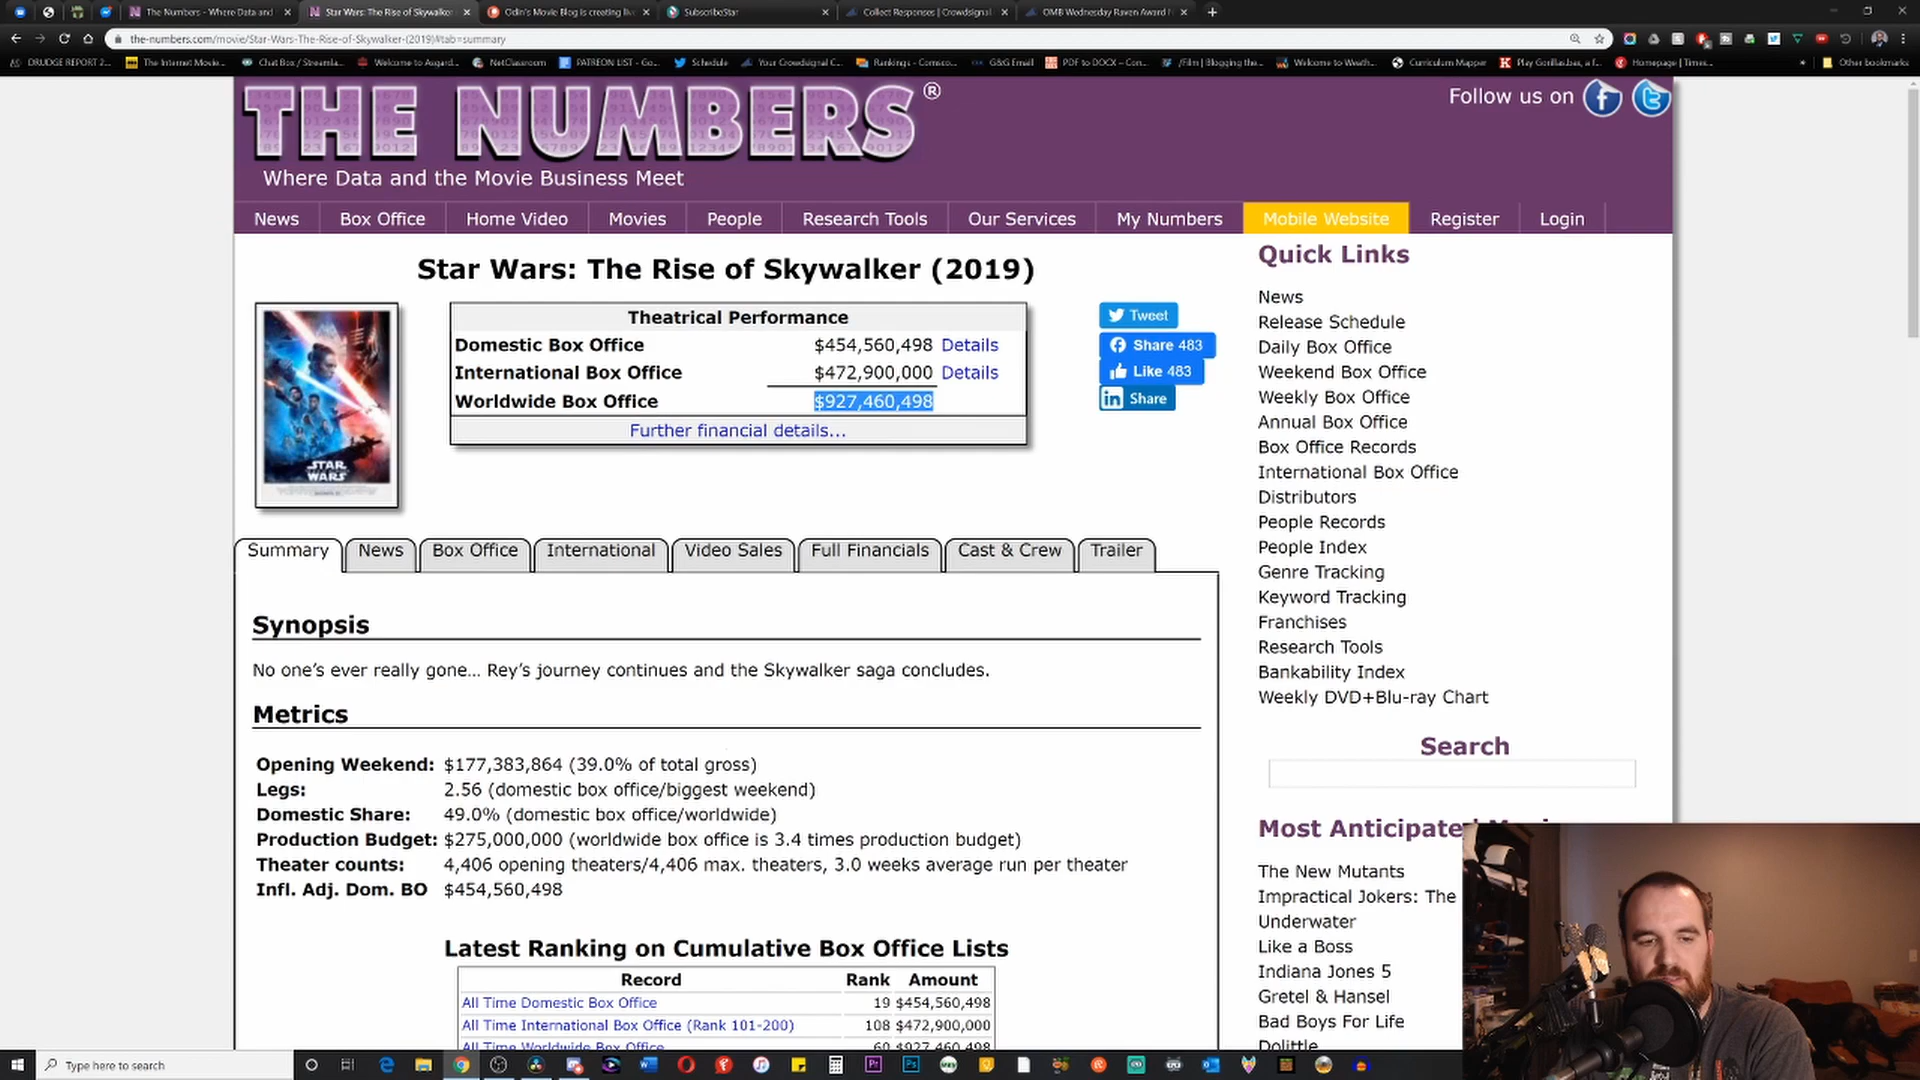 The Numbers - Where Data and
Star Wars: The Rise of Skywalker
Odin's Movie Blog is creating live
SubscribeStar
Collect Responses | Crowdsignal
OMB Wednesday Raven Award
the-numbers.com/movie/Star-Wars-The-Rise-of-Skywalker-(2019)#tab=summary
DRUDGE REPORT 2...
The Internet Movie...
Chat Box / Streamla...
Welcome to Asgard...
NetClassroom
PATREON LIST - Go...
Schedule
Your Crowdsignal C...
Rankings - Comsco...
G&G Email
PDF to DOCX – Con...
/Film | Blogging the...
Welcome to Weath...
Curriculum Mapper
Play Gorillas.bas, a f...
Homepage | Times...
Other bookmarks
THE NUMBERS®
Where Data and the Movie Business Meet
Follow us on
News
Box Office
Home Video
Movies
People
Research Tools
Our Services
My Numbers
Mobile Website
Register
Login
Star Wars: The Rise of Skywalker (2019)
STAR WARS
Theatrical Performance
Domestic Box Office $454,560,498 Details
International Box Office $472,900,000 Details
Worldwide Box Office $927,460,498
Further financial details...
Tweet
Share 483
Like 483
in Share
Summary
News
Box Office
International
Video Sales
Full Financials
Cast & Crew
Trailer
Synopsis
No one's ever really gone... Rey's journey continues and the Skywalker saga concludes.
Metrics
Opening Weekend: $177,383,864 (39.0% of total gross)
Legs: 2.56 (domestic box office/biggest weekend)
Domestic Share: 49.0% (domestic box office/worldwide)
Production Budget: $275,000,000 (worldwide box office is 3.4 times production budget)
Theater counts: 4,406 opening theaters/4,406 max. theaters, 3.0 weeks average run per theater
Infl. Adj. Dom. BO $454,560,498
Latest Ranking on Cumulative Box Office Lists
Record Rank Amount
All Time Domestic Box Office 19 $454,560,498
All Time International Box Office (Rank 101-200) 108 $472,900,000
All Time Worldwide Box Office 60 $927,460,498
Quick Links
News
Release Schedule
Daily Box Office
Weekend Box Office
Weekly Box Office
Annual Box Office
Box Office Records
International Box Office
Distributors
People Records
People Index
Genre Tracking
Keyword Tracking
Franchises
Research Tools
Bankability Index
Weekly DVD+Blu-ray Chart
Search
Most Anticipated
The New Mutants
Impractical Jokers: The
Underwater
Like a Boss
Indiana Jones 5
Gretel & Hansel
Bad Boys For Life
Dolittle
Type here to search